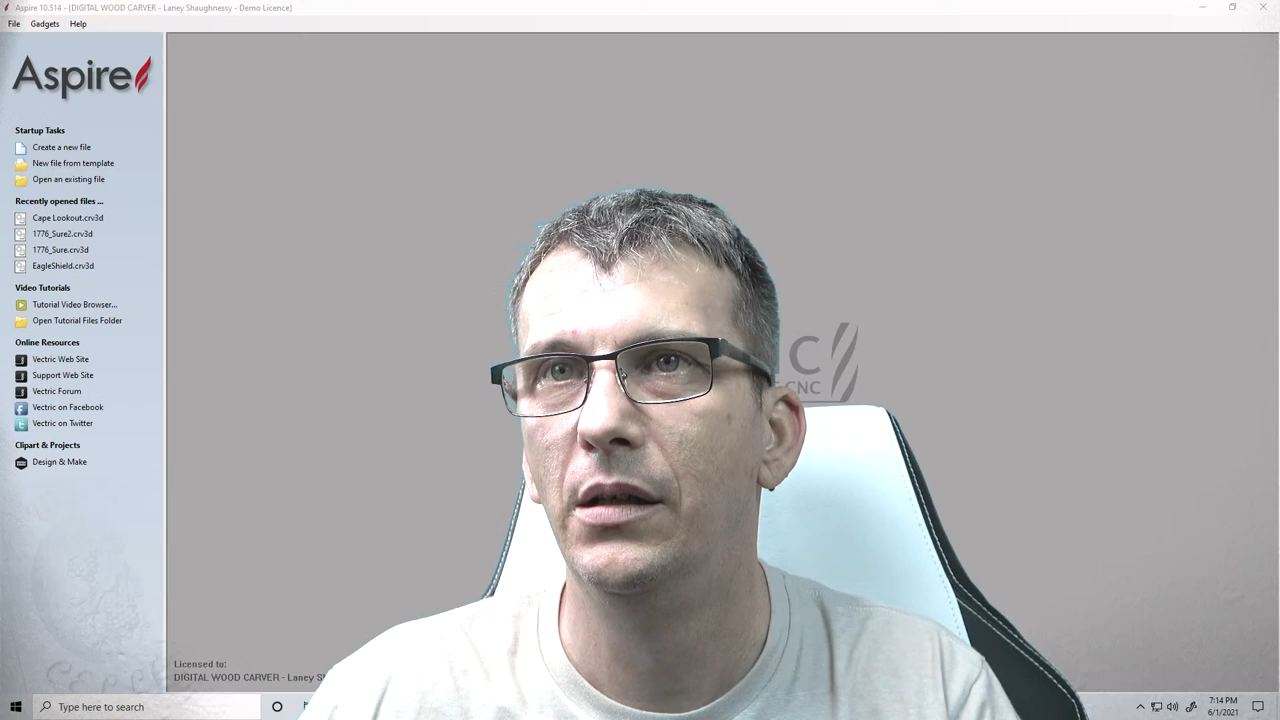 Aspire 10.514 - {DIGITAL WOOD CARVER - Laney Shaughnessy - Demo Licence}
File Gadgets Help
Aspire
Startup Tasks
Create a new file
New file from template
Open an existing file
Recently opened files ...
Cape Lookout.crv3d
1776_Sure2.crv3d
1776_Sure.crv3d
EagleShield.crv3d
Video Tutorials
Tutorial Video Browser...
Open Tutorial Files Folder
Online Resources
Vectric Web Site
Support Web Site
Vectric Forum
Vectric on Facebook
Vectric on Twitter
Clipart & Projects
Design & Make
C
CNC
Licensed to:
DIGITAL WOOD CARVER - Laney
Type here to search
7:14 PM
6/1/2021